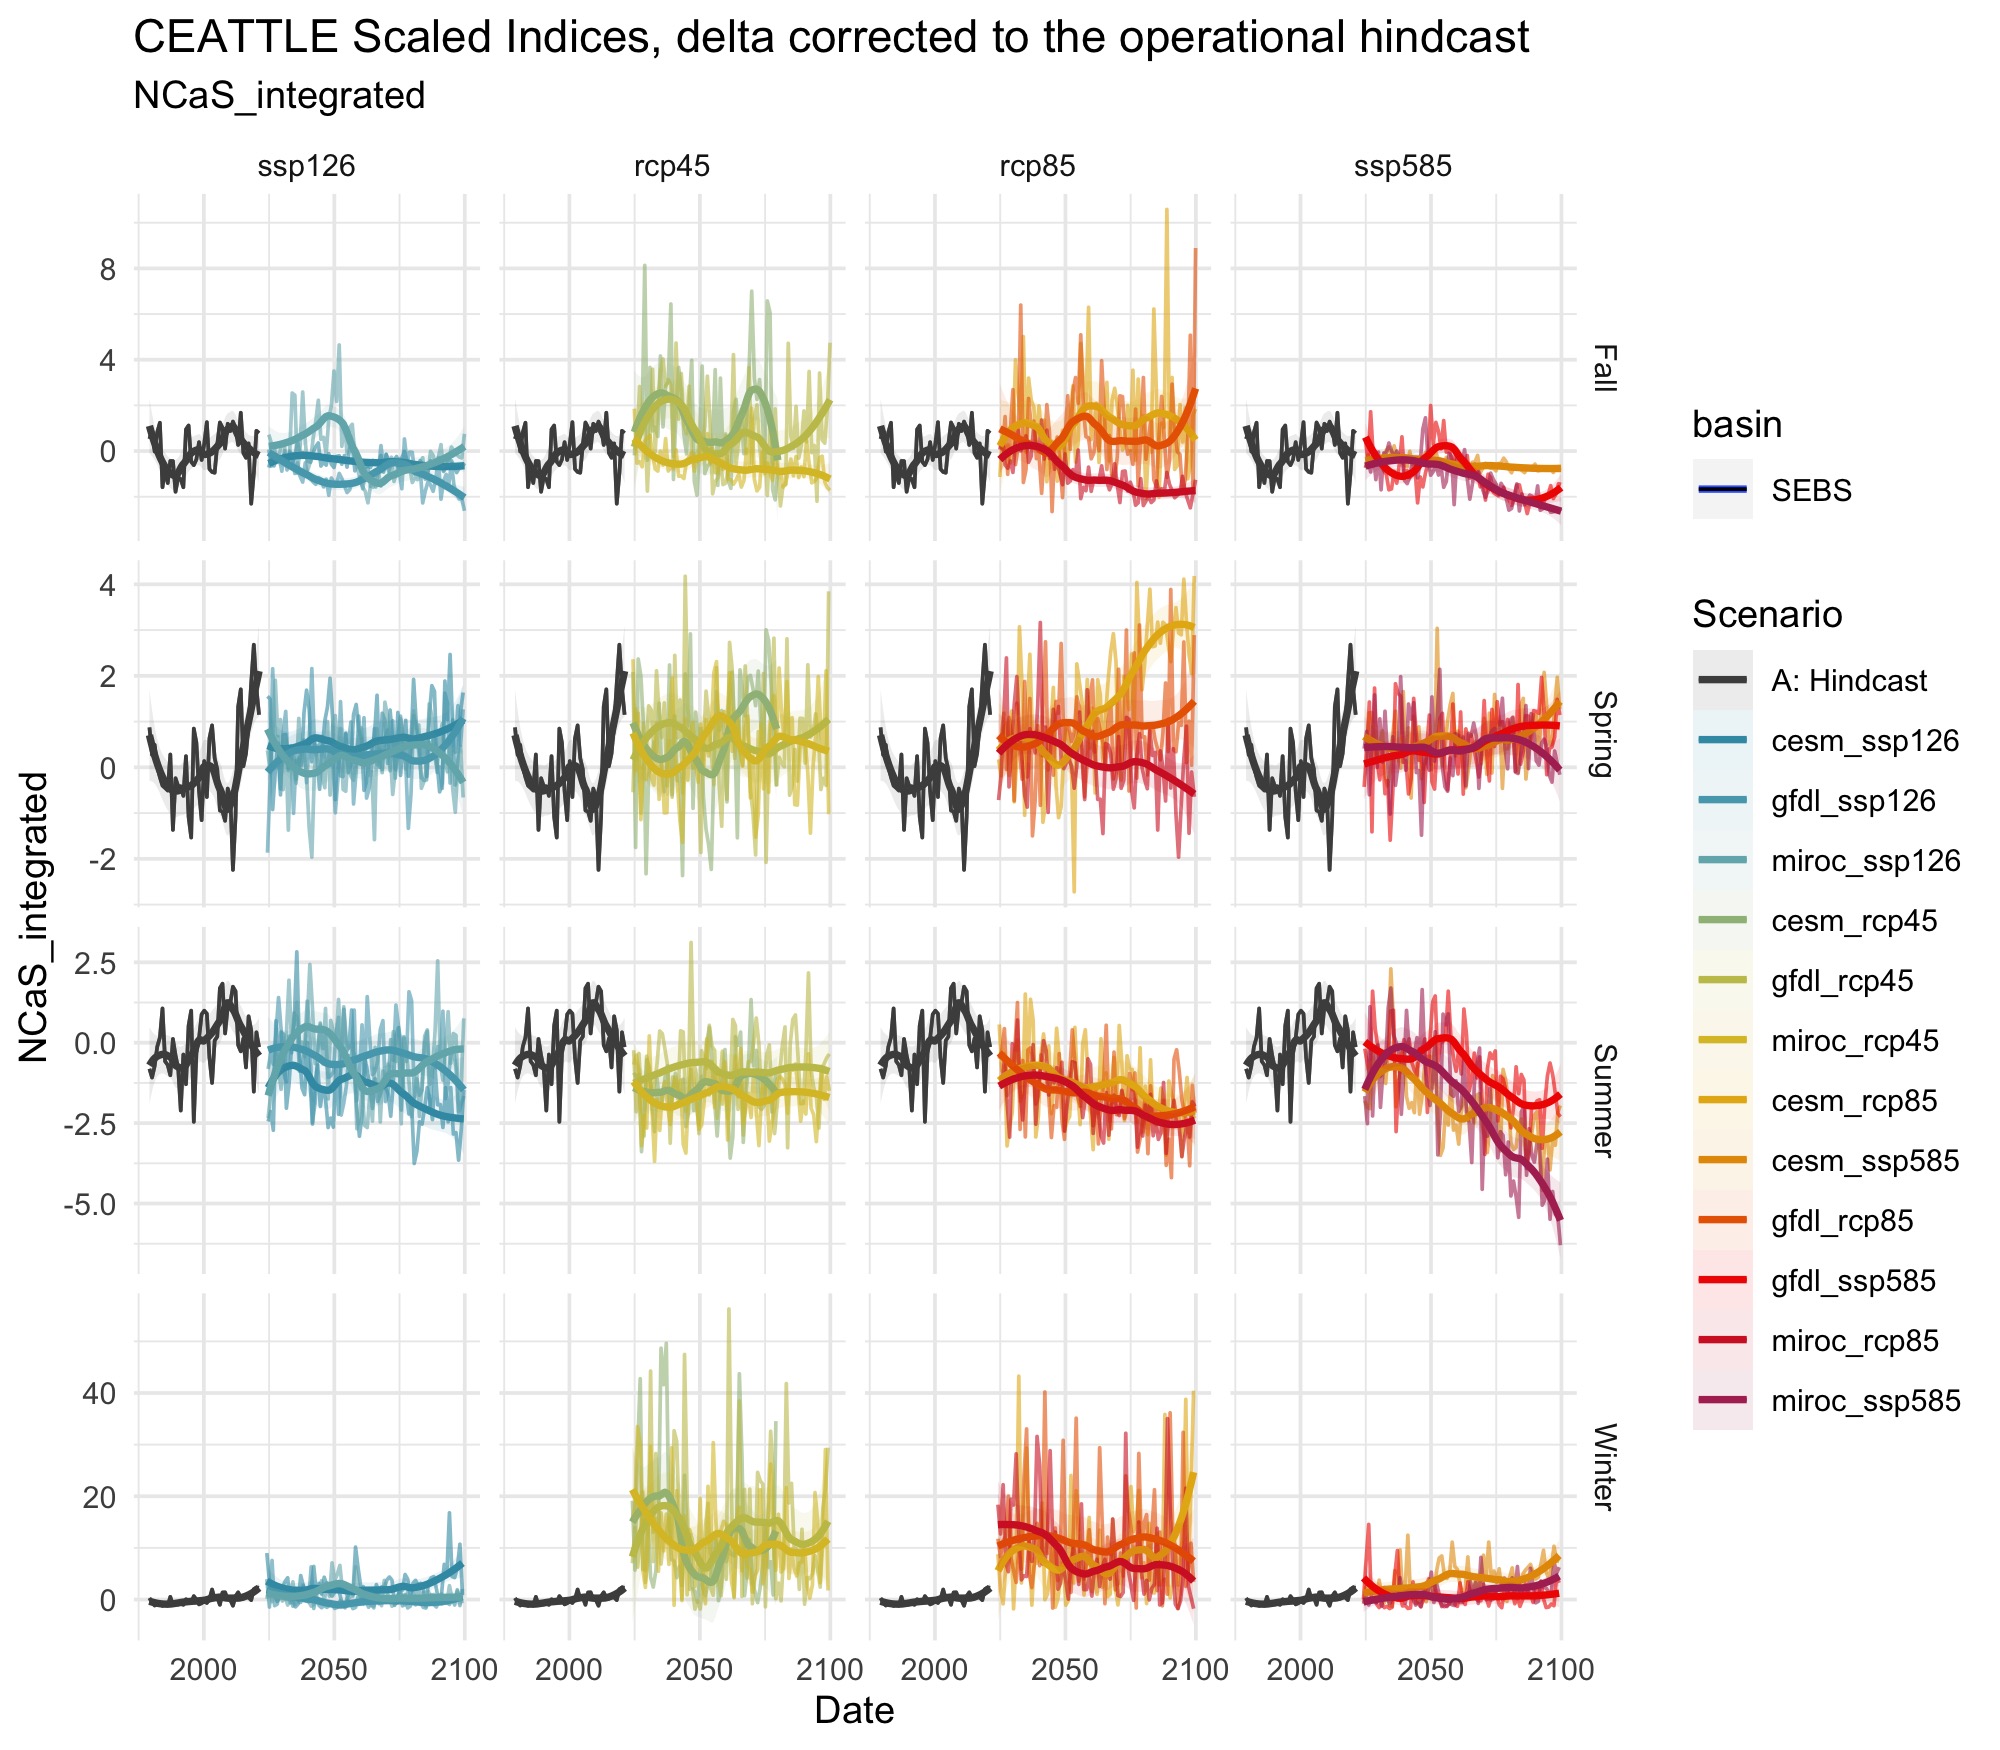 CEATTLE Scaled Indices, delta corrected to the operational hindcast
NCaS_integrated
ssp126 rcp45 rcp85 ssp585
8
4
0
Fall
4
2
0
-2
Spring
2.5
0.0
-2.5
-5.0
Summer
40
20
0
Winter
NCaS_integrated
2000 2050 2100 2000 2050 2100 2000 2050 2100 2000 2050 2100
Date
basin
SEBS
Scenario
A: Hindcast
cesm_ssp126
gfdl_ssp126
miroc_ssp126
cesm_rcp45
gfdl_rcp45
miroc_rcp45
cesm_rcp85
cesm_ssp585
gfdl_rcp85
gfdl_ssp585
miroc_rcp85
miroc_ssp585